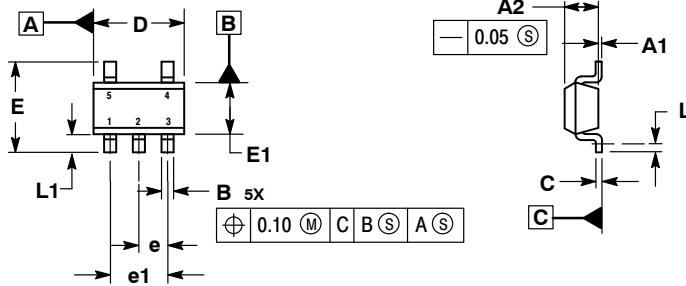 A D B A2
— 0.05 Ⓢ
A1
E
5 4
1 2 3
E1
L1
L
B 5X
C
⌖ 0.10 Ⓜ C B Ⓢ A Ⓢ
C
e
e1